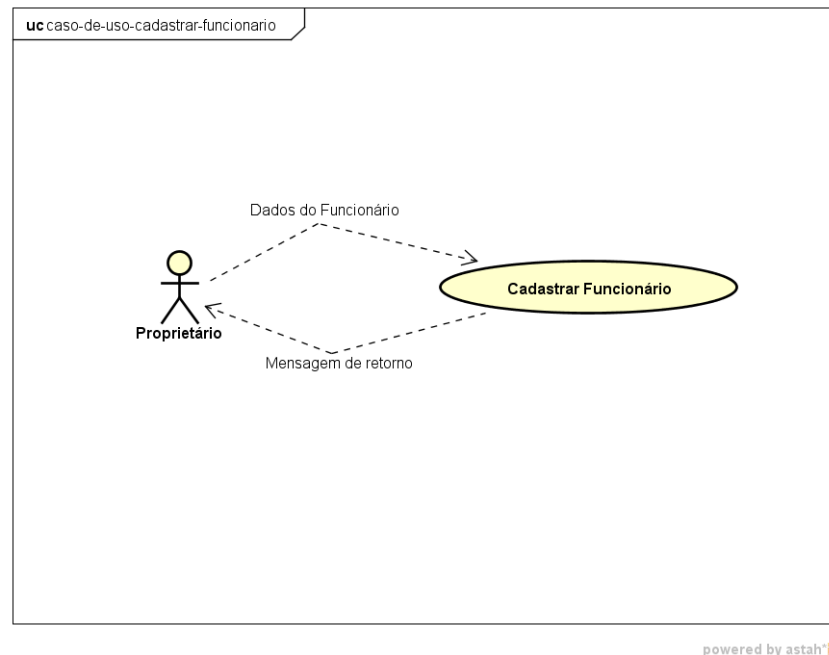 uc caso-de-uso-cadastrar-funcionario
Dados do Funcionário
Cadastrar Funcionário
Proprietário
Mensagem de retorno
powered by astah*